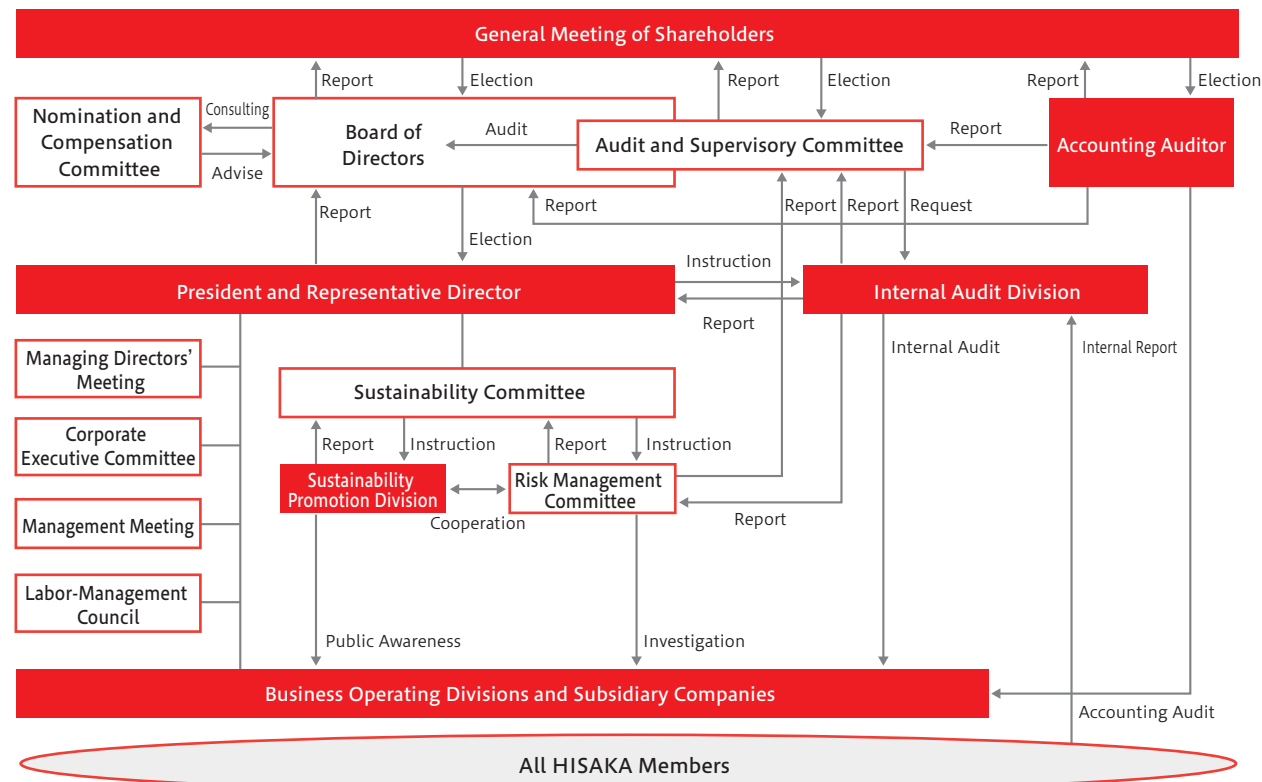 General Meeting of Shareholders
Report
Election
Report
Election
Report
Election
Nomination and
Compensation
Committee
Consulting
Advise
Board of
Directors
Audit
Audit and Supervisory Committee
Report
Accounting Auditor
Report
Election
Report
Report
Report
Request
President and Representative Director
Instruction
Report
Internal Audit Division
Managing Directors’
Meeting
Corporate
Executive Committee
Management Meeting
Labor-Management
Council
Sustainability Committee
Report
Instruction
Report
Instruction
Sustainability
Promotion Division
Cooperation
Risk Management
Committee
Report
Internal Audit
Internal Report
Public Awareness
Investigation
Business Operating Divisions and Subsidiary Companies
Accounting Audit
All HISAKA Members